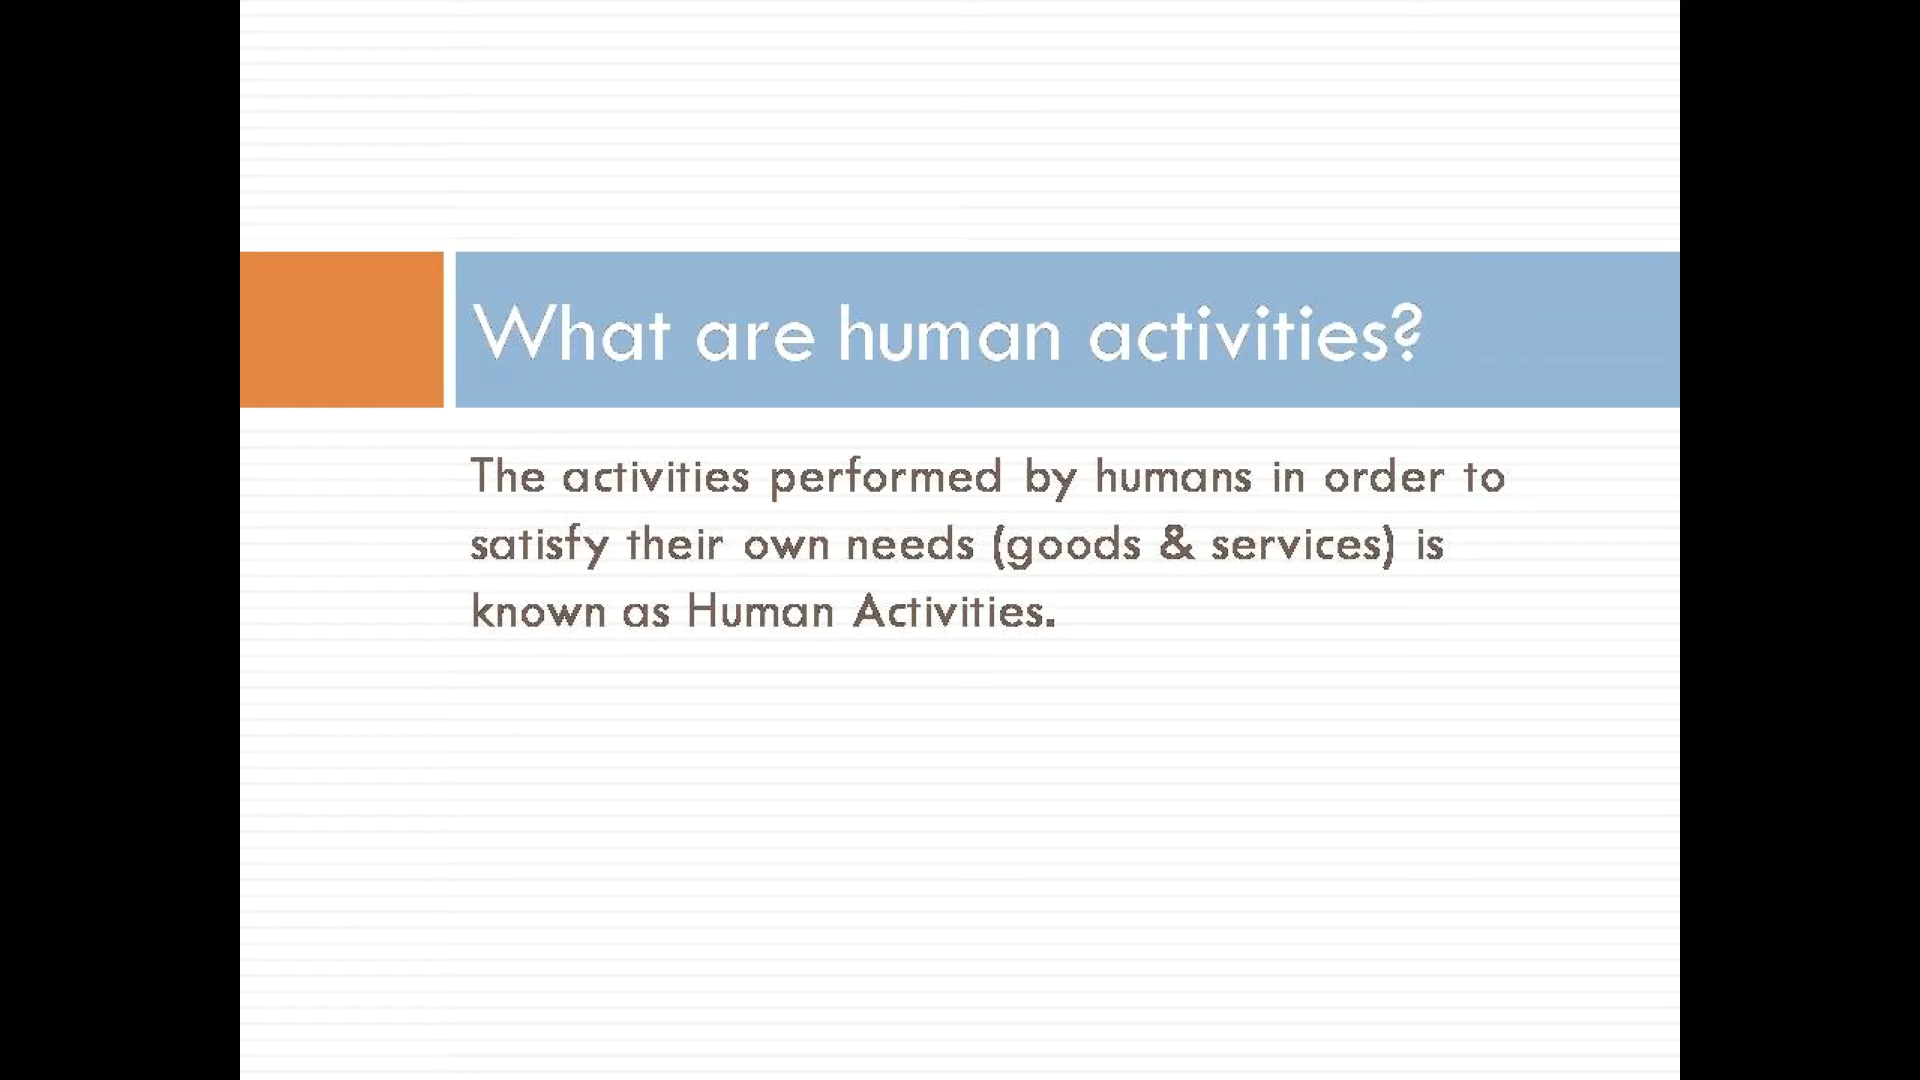 What are human activities?
The activities performed by humans in order to
satisfy their own needs (goods & services) is
known as Human Activities.